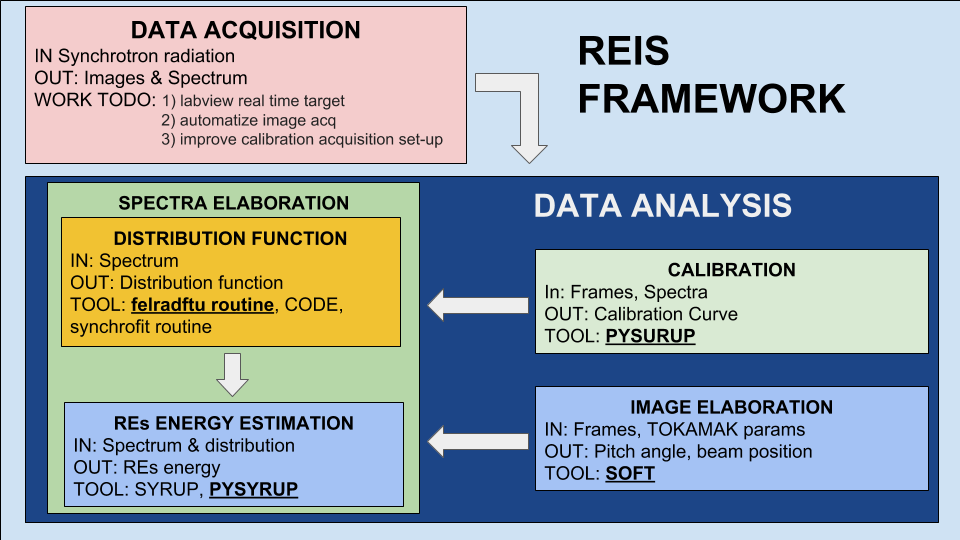 DATA ACQUISITION
IN Synchrotron radiation
OUT: Images & Spectrum
WORK TODO: 1) labview real time target
2) automatize image acq
3) improve calibration acquisition set-up
REIS
FRAMEWORK
DATA ANALYSIS
SPECTRA ELABORATION
DISTRIBUTION FUNCTION
IN: Spectrum
OUT: Distribution function
TOOL: felradftu routine, CODE,
synchrofit routine
REs ENERGY ESTIMATION
IN: Spectrum & distribution
OUT: REs energy
TOOL: SYRUP, PYSYRUP
CALIBRATION
In: Frames, Spectra
OUT: Calibration Curve
TOOL: PYSURUP
IMAGE ELABORATION
IN: Frames, TOKAMAK params
OUT: Pitch angle, beam position
TOOL: SOFT